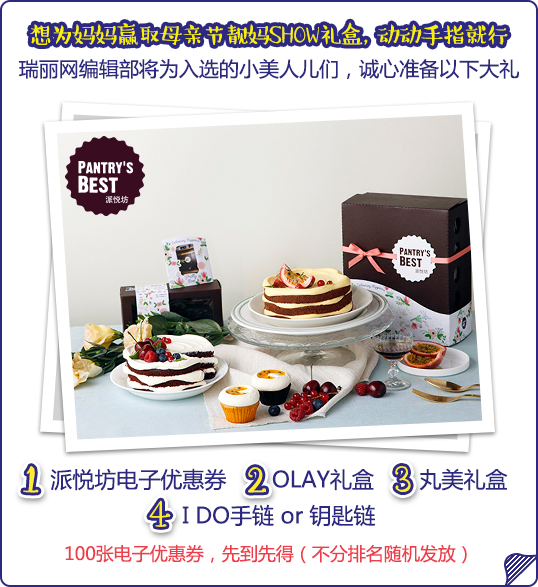 想为妈妈赢取母亲节靓妈SHOW礼盒，动动手指就行
瑞丽网编辑部将为入选的小美人儿们，诚心准备以下大礼
PANTRY'S
BEST
派悦坊
PANTRY'S
BEST
派悦坊
1 派悦坊电子优惠券 2 OLAY礼盒 3 丸美礼盒
4 I DO手链 or 钥匙链
100张电子优惠券，先到先得（不分排名随机发放）